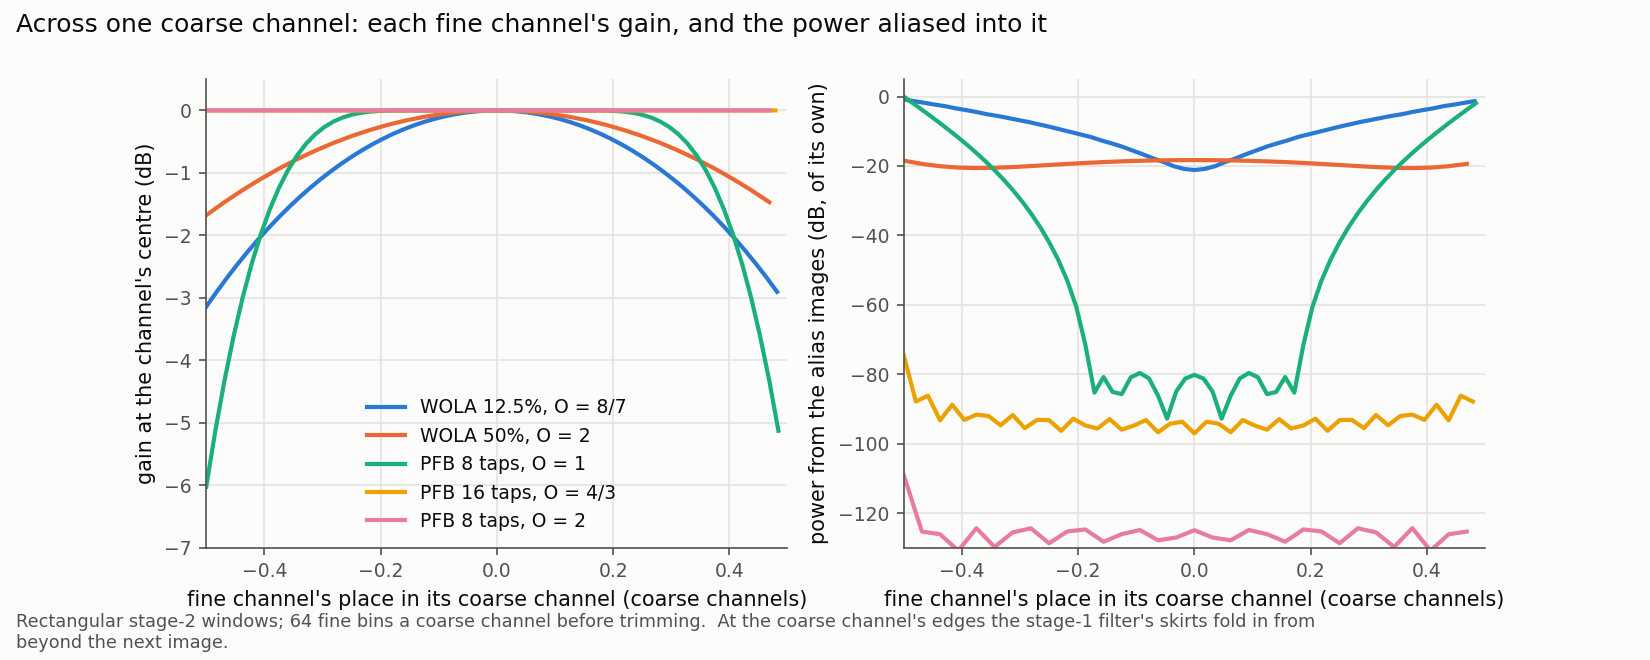 Across one coarse channel: each fine channel's gain, and the power aliased into it
gain at the channel's centre (dB)
0
−1
−2
−3
−4
−5
−6
−7
WOLA 12.5%, O = 8/7
WOLA 50%, O = 2
PFB 8 taps, O = 1
PFB 16 taps, O = 4/3
PFB 8 taps, O = 2
−0.4
−0.2
0.0
0.2
0.4
fine channel's place in its coarse channel (coarse channels)
power from the alias images (dB, of its own)
0
−20
−40
−60
−80
−100
−120
−0.4
−0.2
0.0
0.2
0.4
fine channel's place in its coarse channel (coarse channels)
Rectangular stage-2 windows; 64 fine bins a coarse channel before trimming.  At the coarse channel's edges the stage-1 filter's skirts fold in from
beyond the next image.